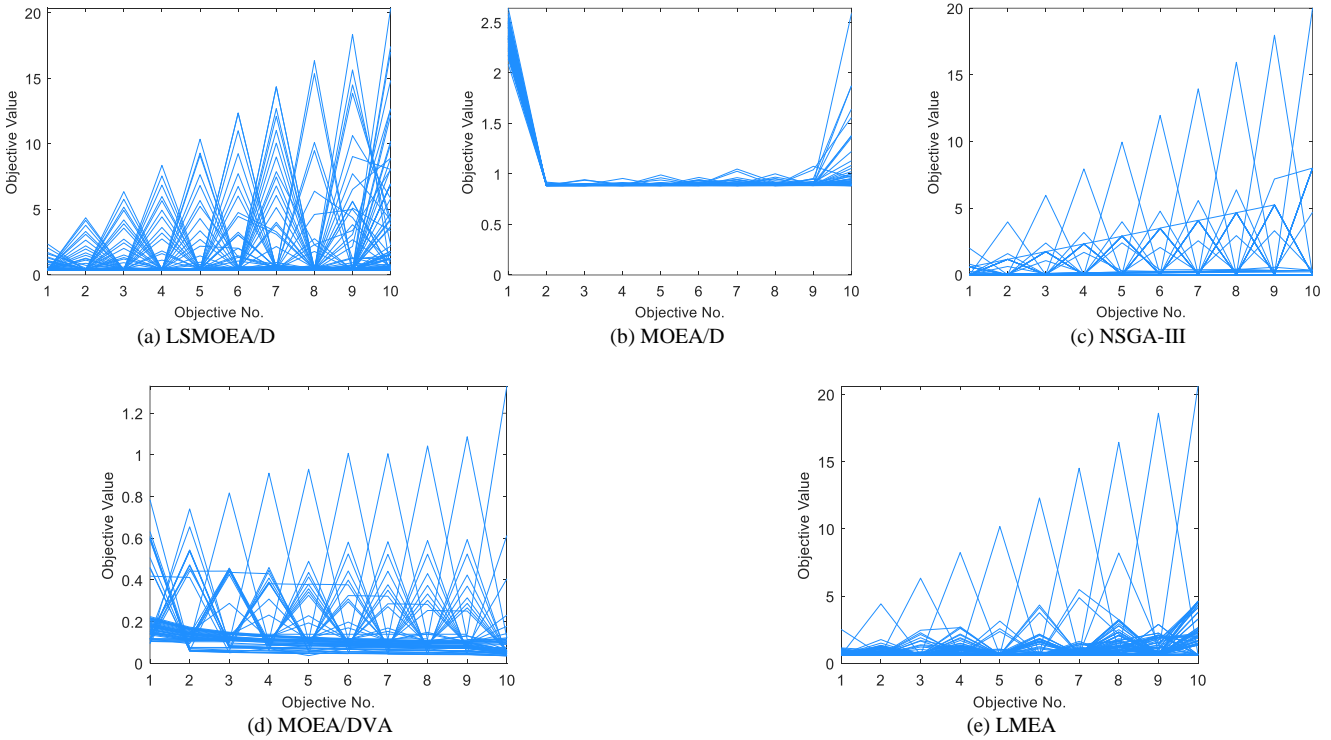 20
15
10
5
0
Objective Value
1 2 3 4 5 6 7 8 9 10
Objective No.
(a) LSMOEA/D
2.5
2
1.5
1
0.5
0
Objective Value
1 2 3 4 5 6 7 8 9 10
Objective No.
(b) MOEA/D
20
15
10
5
0
Objective Value
1 2 3 4 5 6 7 8 9 10
Objective No.
(c) NSGA-III
1.2
1
0.8
0.6
0.4
0.2
0
Objective Value
1 2 3 4 5 6 7 8 9 10
Objective No.
(d) MOEA/DVA
20
15
10
5
0
Objective Value
1 2 3 4 5 6 7 8 9 10
Objective No.
(e) LMEA